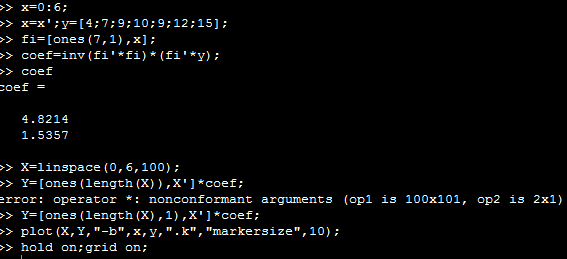 >> x=0:6;
>> x=x';y=[4;7;9;10;9;12;15];
>> fi=[ones(7,1),x];
>> coef=inv(fi'*fi)*(fi'*y);
>> coef
coef =
4.8214
1.5357
>> X=linspace(0,6,100);
>> Y=[ones(length(X)),X']*coef;
error: operator *: nonconformant arguments (op1 is 100x101, op2 is 2x1)
>> Y=[ones(length(X),1),X']*coef;
>> plot(X,Y,"-b",x,y,".k","markersize",10);
>> hold on;grid on;